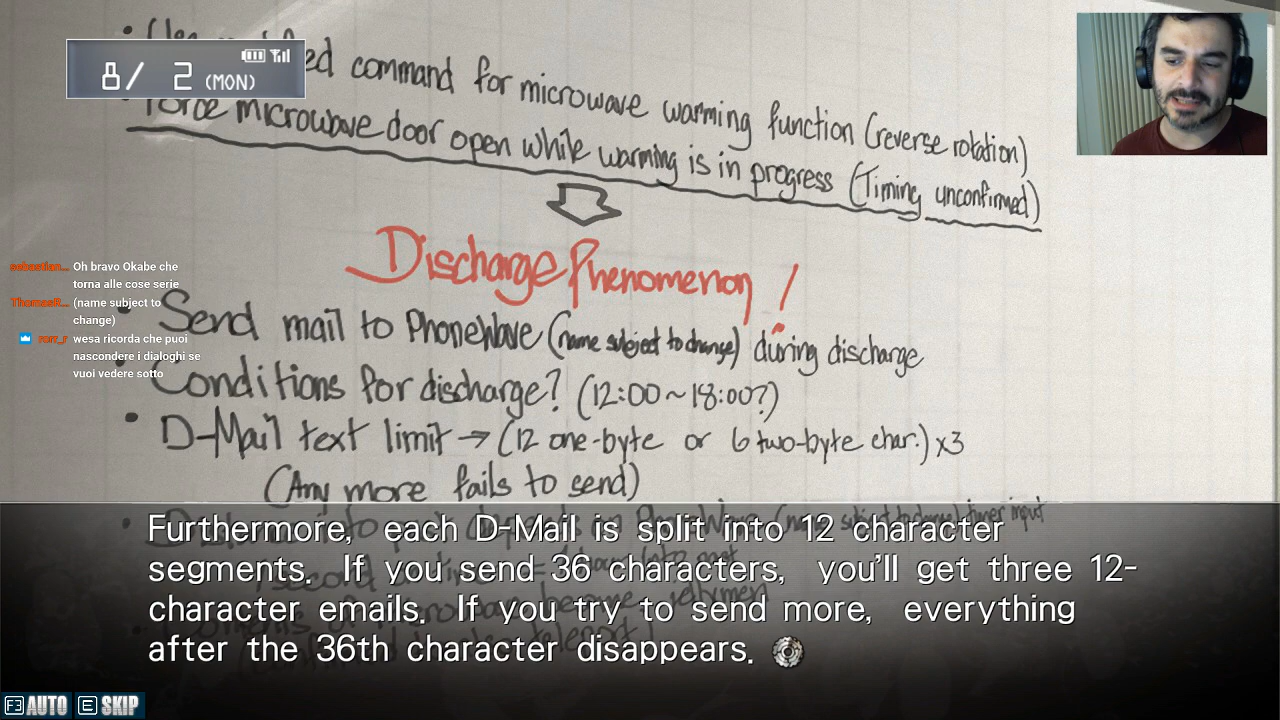 8/ 2 (MON)
command for microwave warming function (reverse rotation)
Force microwave door open while warming is in progress (Timing unconfirmed)
Discharge Phenomenon!
• Send mail to PhoneWave (name subject to change) during discharge
• Conditions for discharge? (12:00~18:00?)
• D-Mail text limit → (12 one-byte or 6 two-byte char.) x3
(Any more fails to send)
sebastian... Oh bravo Okabe che
torna alle cose serie
ThomasR... (name subject to
change)
rorr_r wesa ricorda che puoi
nascondere i dialoghi se
vuoi vedere sotto
Furthermore, each D-Mail is split into 12 character
segments. If you send 36 characters, you'll get three 12-
character emails. If you try to send more, everything
after the 36th character disappears.
F3 AUTO E SKIP